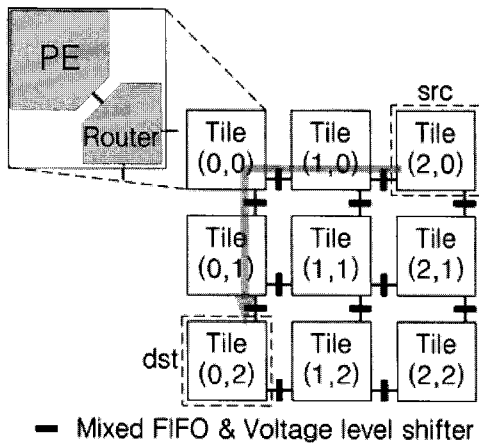 PE
Router
src
Tile
(0,0)
Tile
(1,0)
Tile
(2,0)
Tile
(0,1)
Tile
(1,1)
Tile
(2,1)
dst
Tile
(0,2)
Tile
(1,2)
Tile
(2,2)
Mixed FIFO & Voltage level shifter